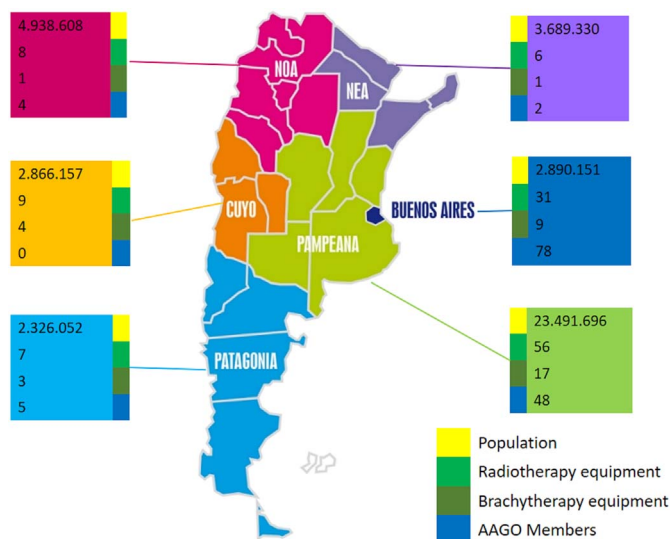 4.938.608
8
1
4
3.689.330
6
1
2
NOA
NEA
2.866.157
9
4
0
2.890.151
31
9
78
CUYO
BUENOS AIRES
PAMPEANA
2.326.052
7
3
5
23.491.696
56
17
48
PATAGONIA
Population
Radiotherapy equipment
Brachytherapy equipment
AAGO Members